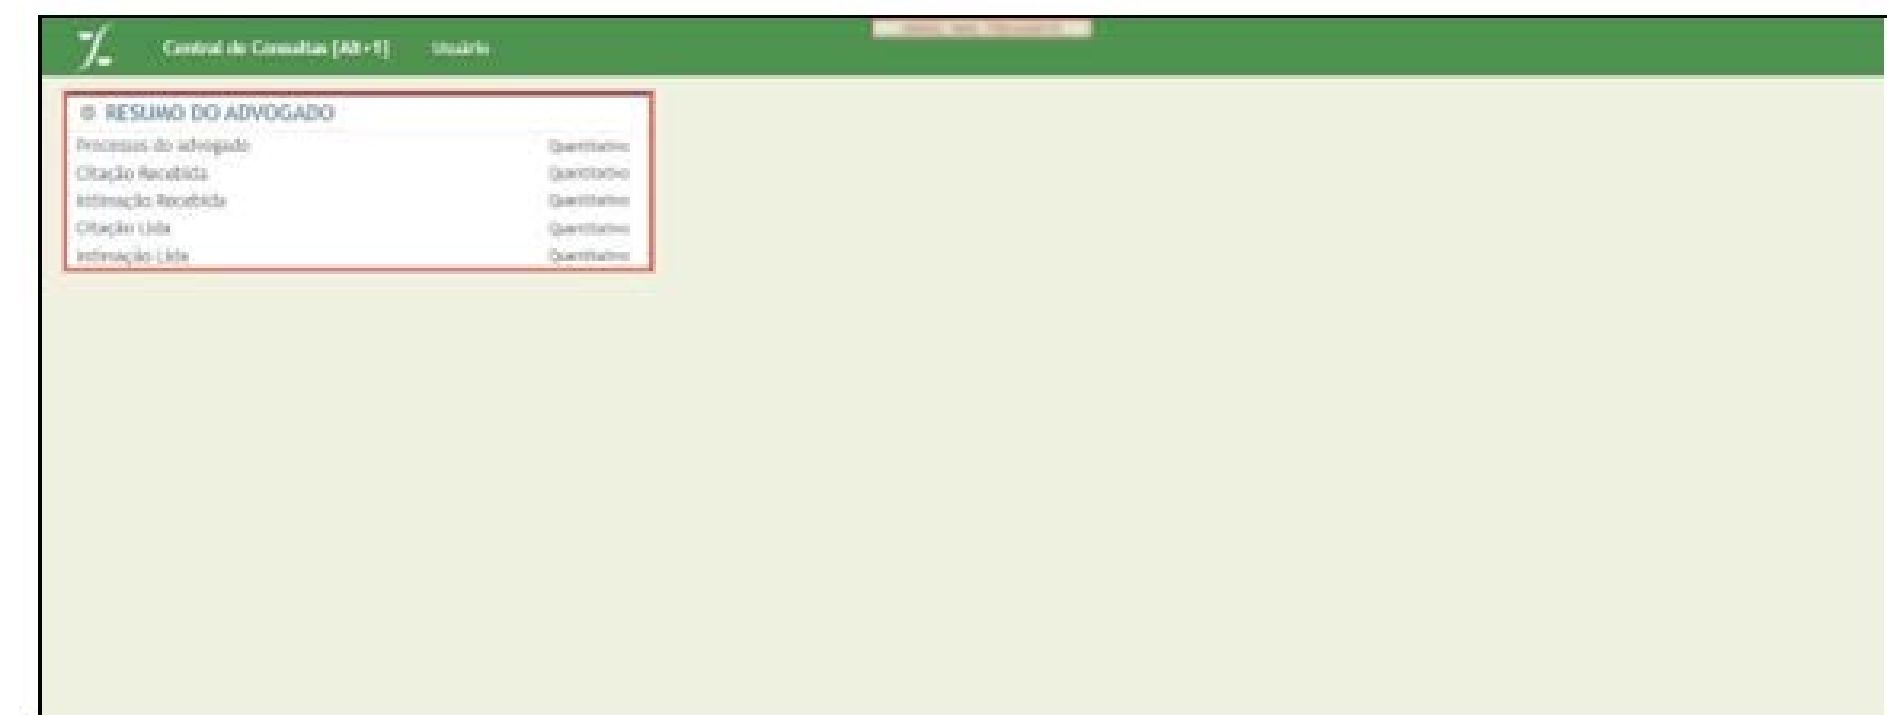 Central de Consultas [Alt+1] Usuário
RESUMO DO ADVOGADO
Processos do advogado Quantitativo
Citação Recebida Quantitativo
Intimação Recebida Quantitativo
Citação Lida Quantitativo
Intimação Lida Quantitativo